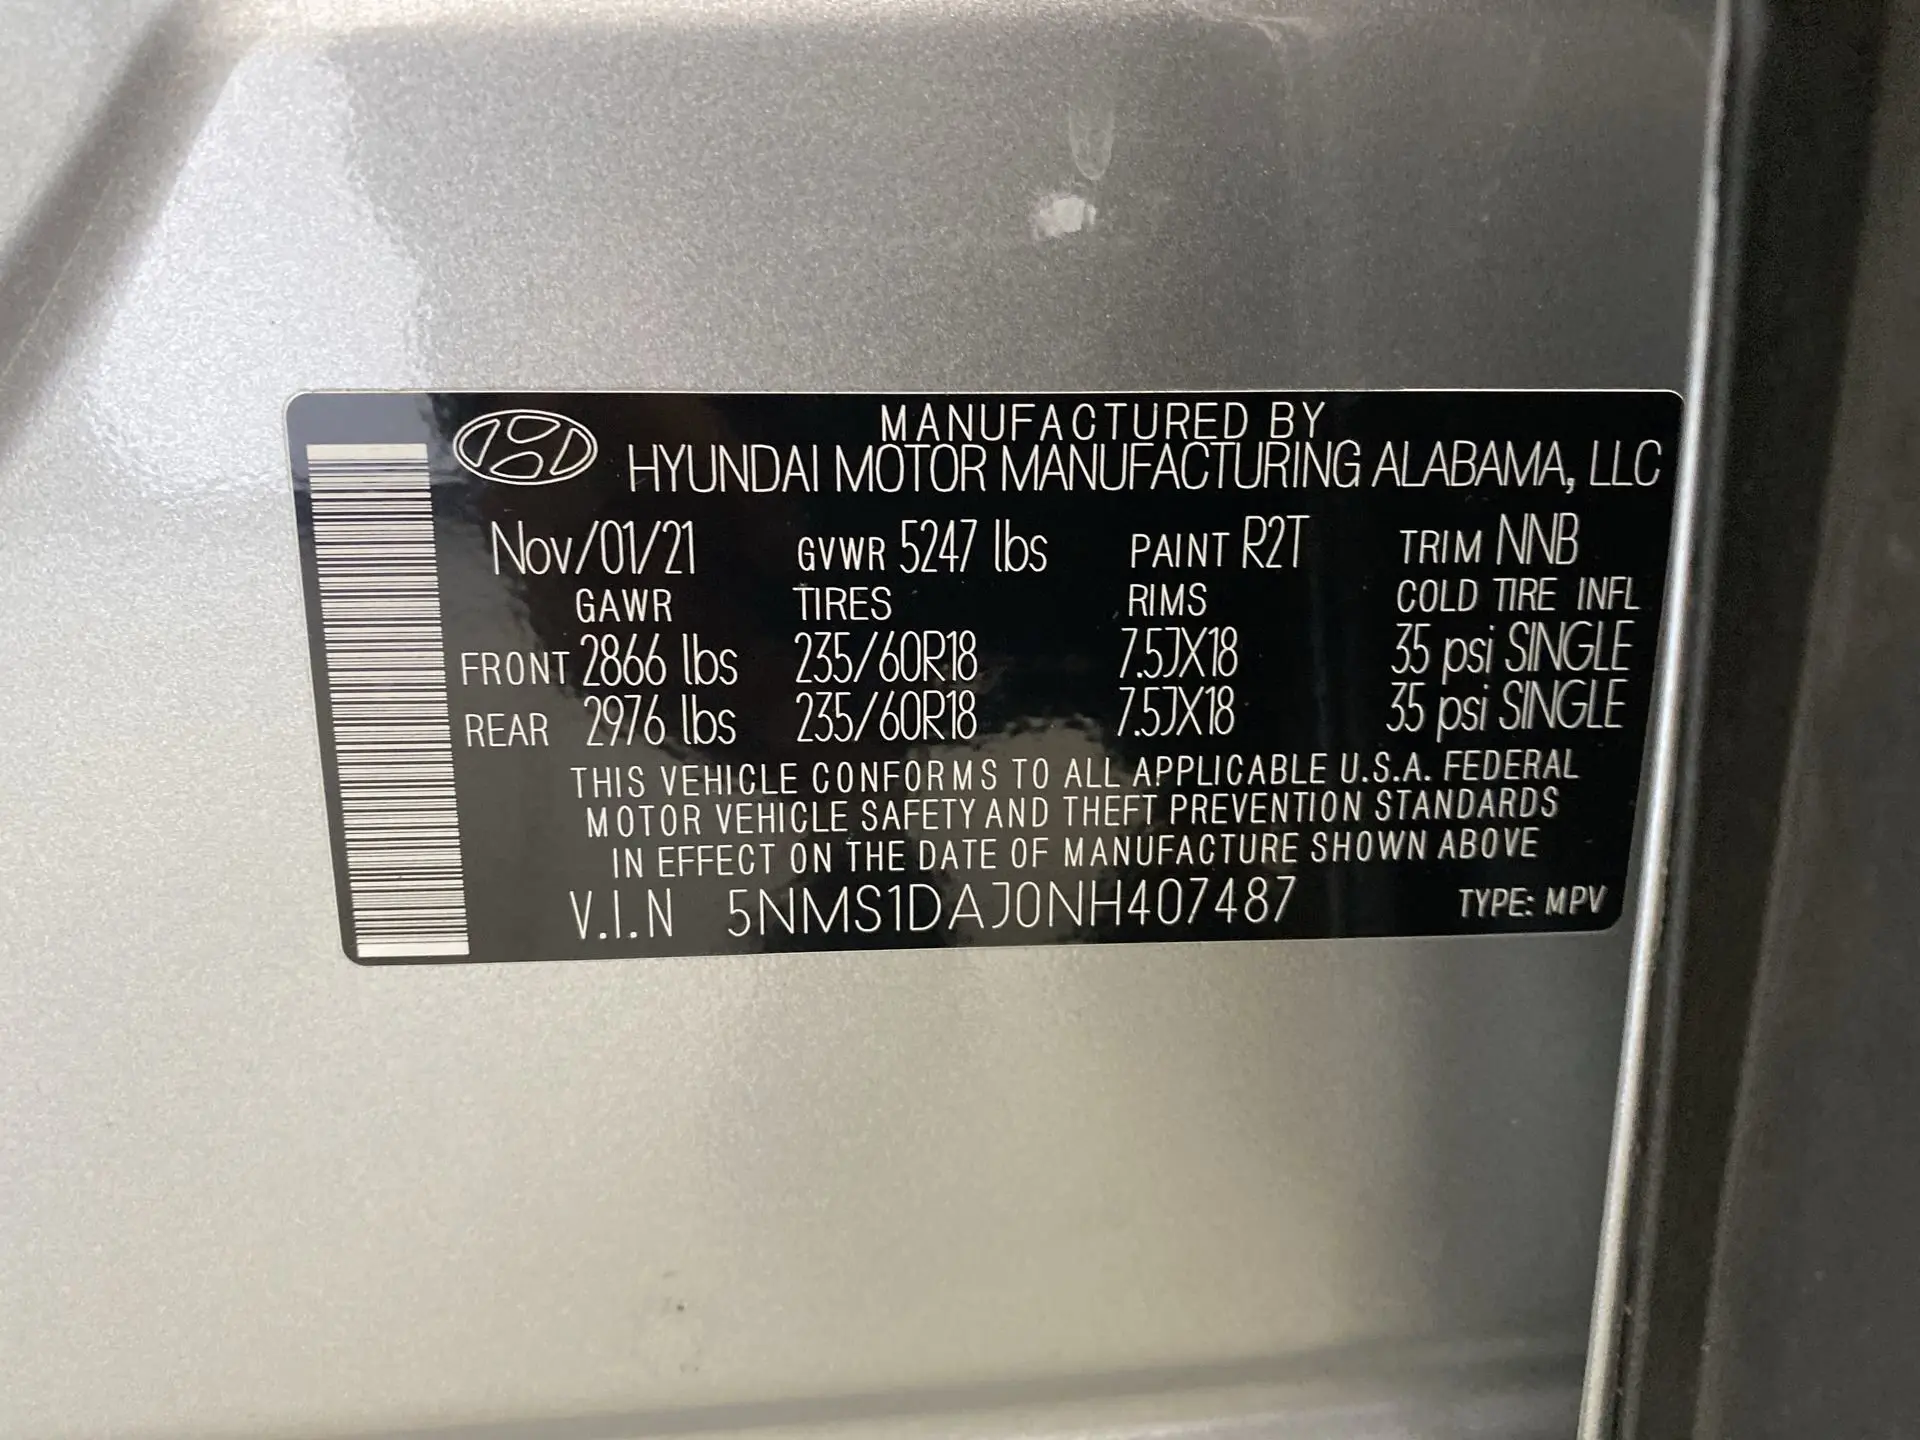 MANUFACTURED BY
HYUNDAI MOTOR MANUFACTURING ALABAMA, LLC
Nov/01/21 GVWR 5247 lbs PAINT R2T TRIM NNB
GAWR TIRES RIMS COLD TIRE INFL
FRONT 2866 lbs 235/60R18 7.5JX18 35 psi SINGLE
REAR 2976 lbs 235/60R18 7.5JX18 35 psi SINGLE
THIS VEHICLE CONFORMS TO ALL APPLICABLE U.S.A. FEDERAL
MOTOR VEHICLE SAFETY AND THEFT PREVENTION STANDARDS
IN EFFECT ON THE DATE OF MANUFACTURE SHOWN ABOVE
V.I.N 5NMS1DAJ0NH407487 TYPE: MPV